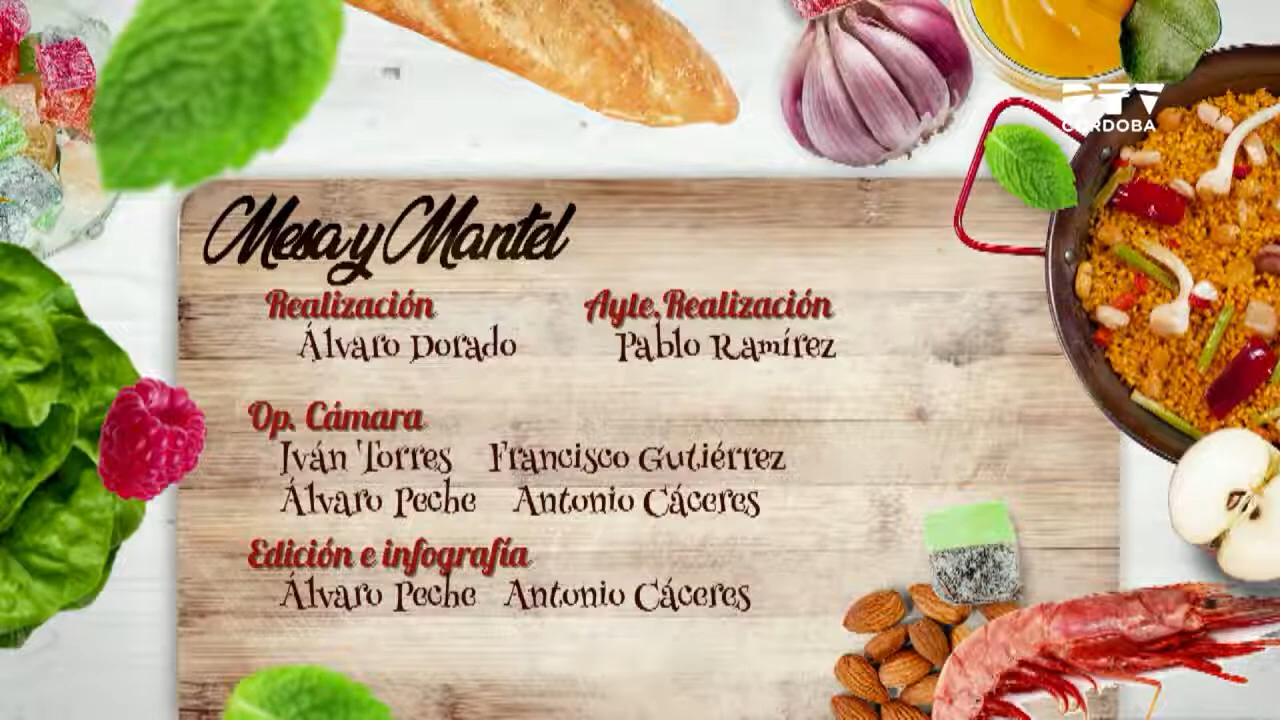 Mesa y Mantel
Realización Ayte. Realización
Álvaro Dorado Pablo Ramírez
Op. Cámara
Iván Torres Francisco Gutiérrez
Álvaro Peche Antonio Cáceres
Edición e infografía
Álvaro Peche Antonio Cáceres
CÓRDOBA